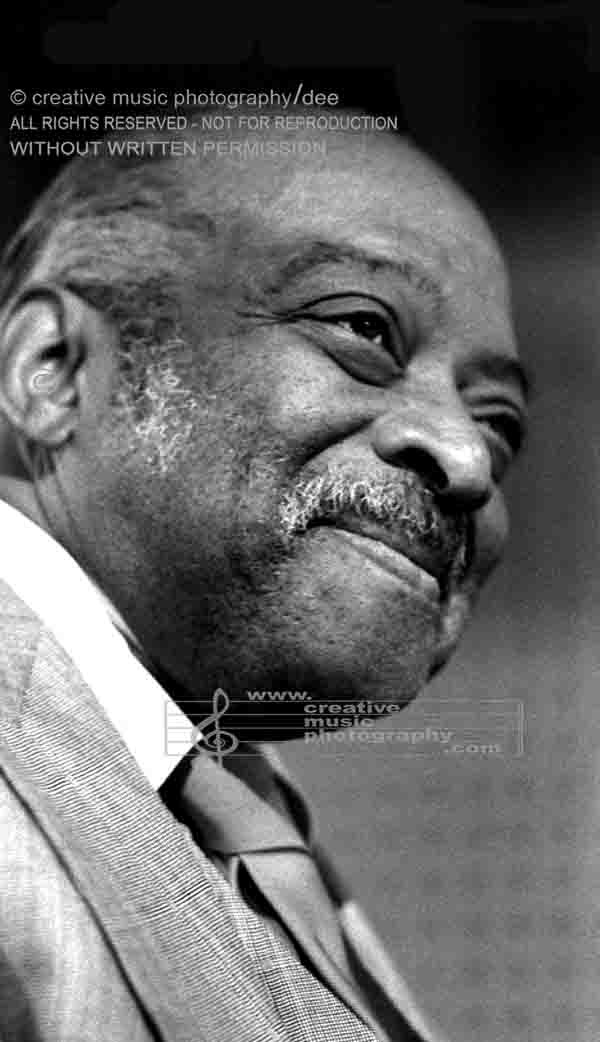 © creative music photography/dee
ALL RIGHTS RESERVED - NOT FOR REPRODUCTION
WITHOUT WRITTEN PERMISSION
www.
creative
music
photography
.com